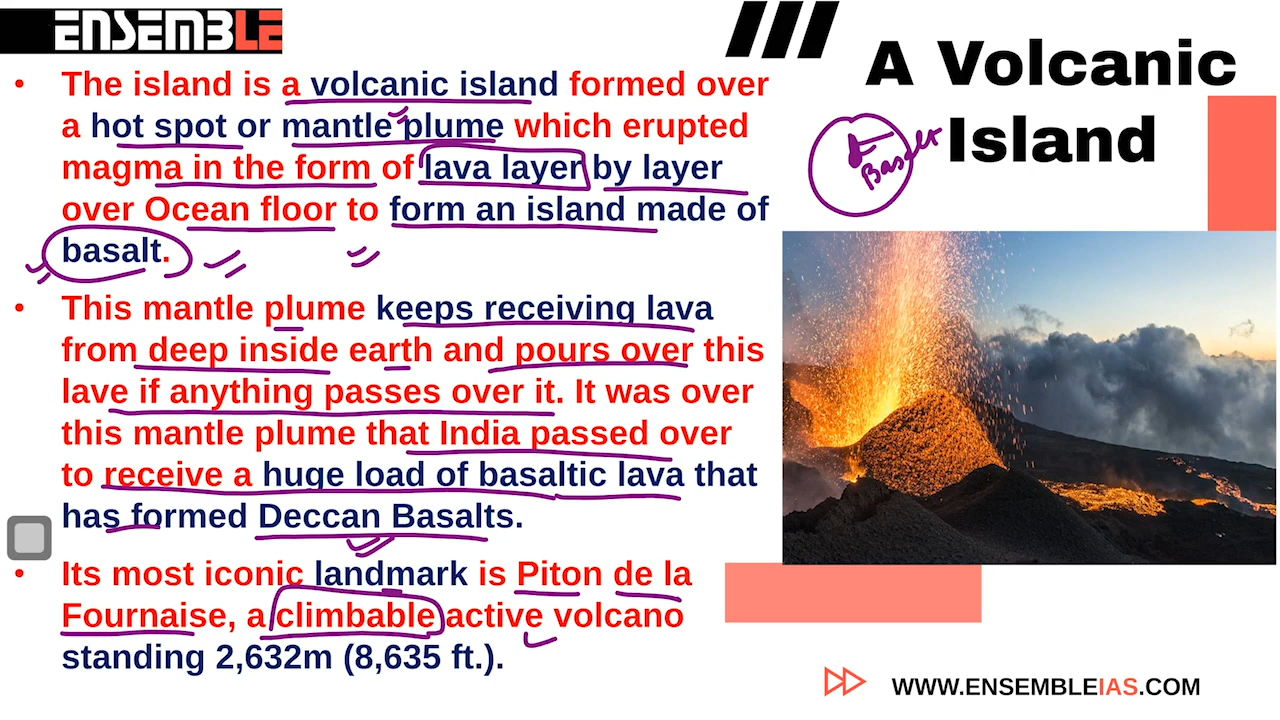 ENSEMBLE
A Volcanic
Island
Basalt
• The island is a volcanic island formed over
a hot spot or mantle plume which erupted
magma in the form of lava layer by layer
over Ocean floor to form an island made of
basalt.
• This mantle plume keeps receiving lava
from deep inside earth and pours over this
lave if anything passes over it. It was over
this mantle plume that India passed over
to receive a huge load of basaltic lava that
has formed Deccan Basalts.
• Its most iconic landmark is Piton de la
Fournaise, a climbable active volcano
standing 2,632m (8,635 ft.).
WWW.ENSEMBLEIAS.COM